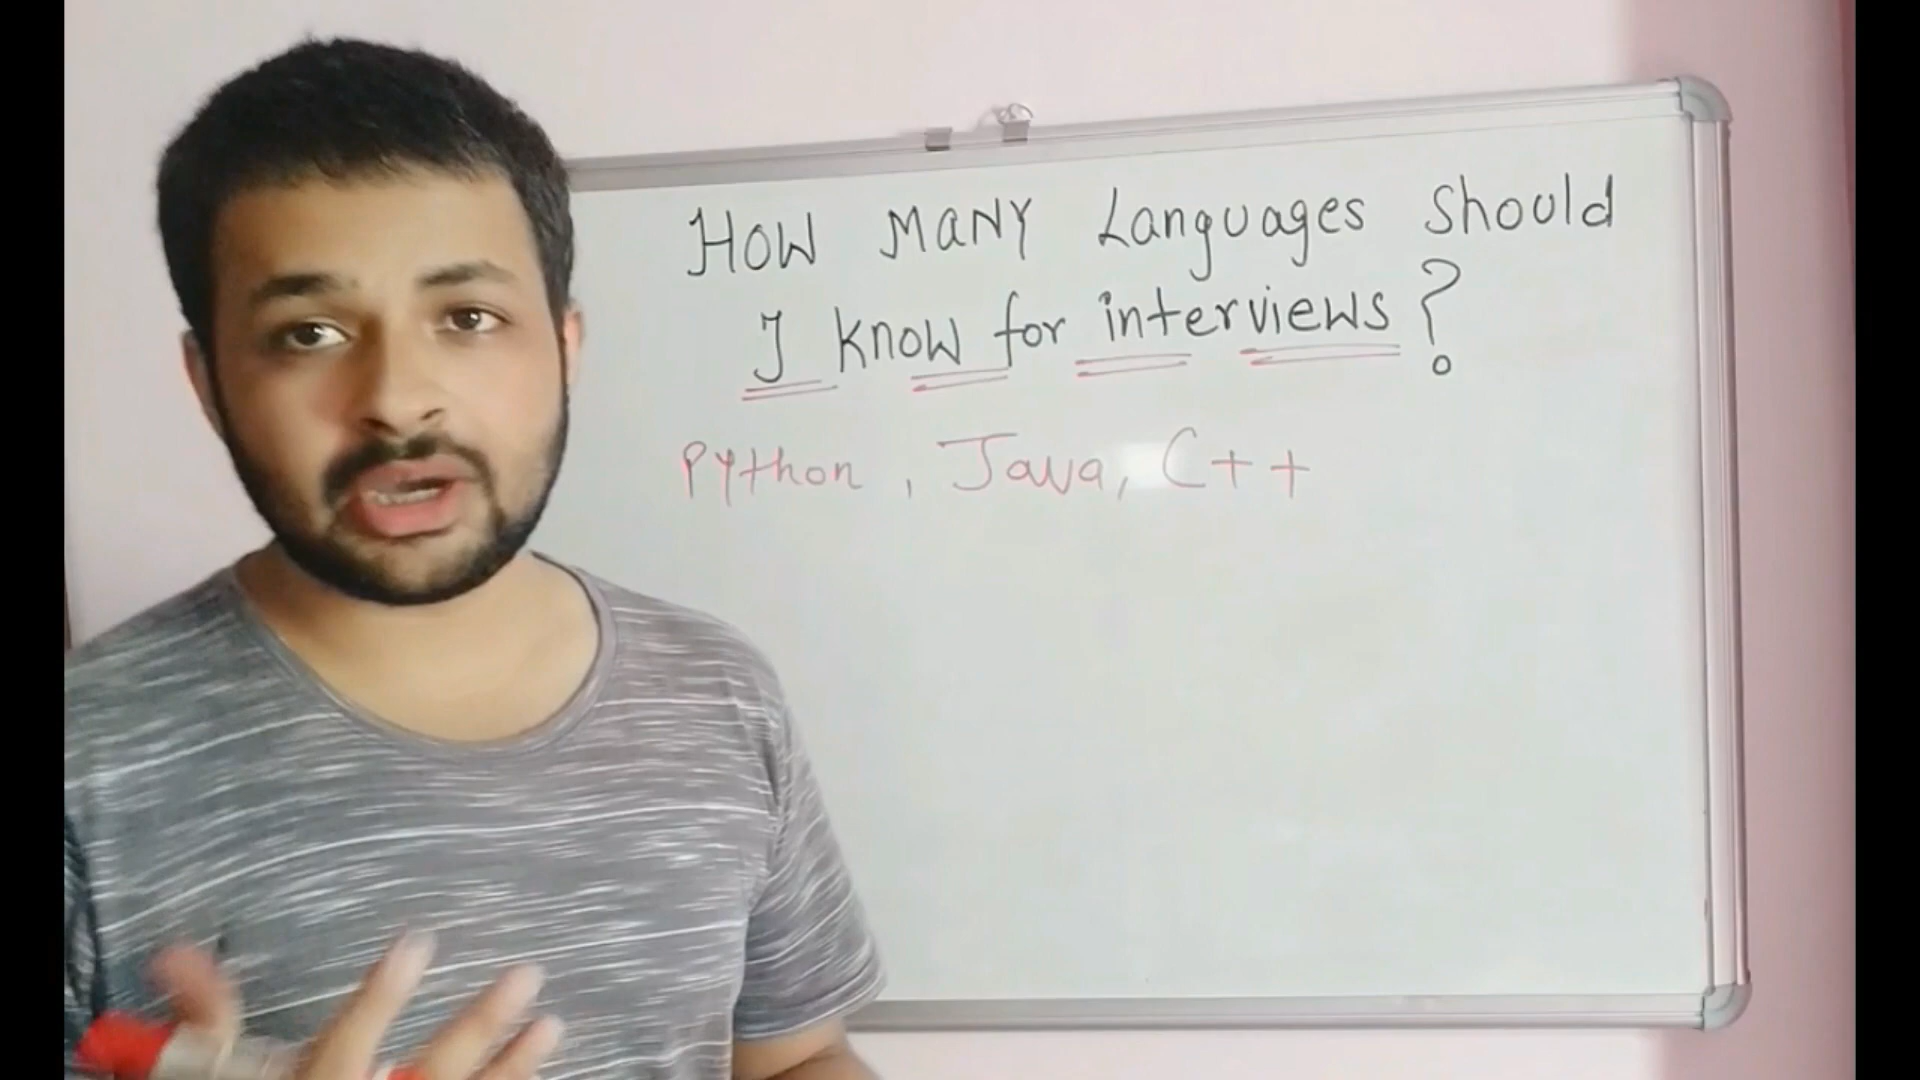 HOW MANY Languages Should
I know for interviews?
Python, Java, C++